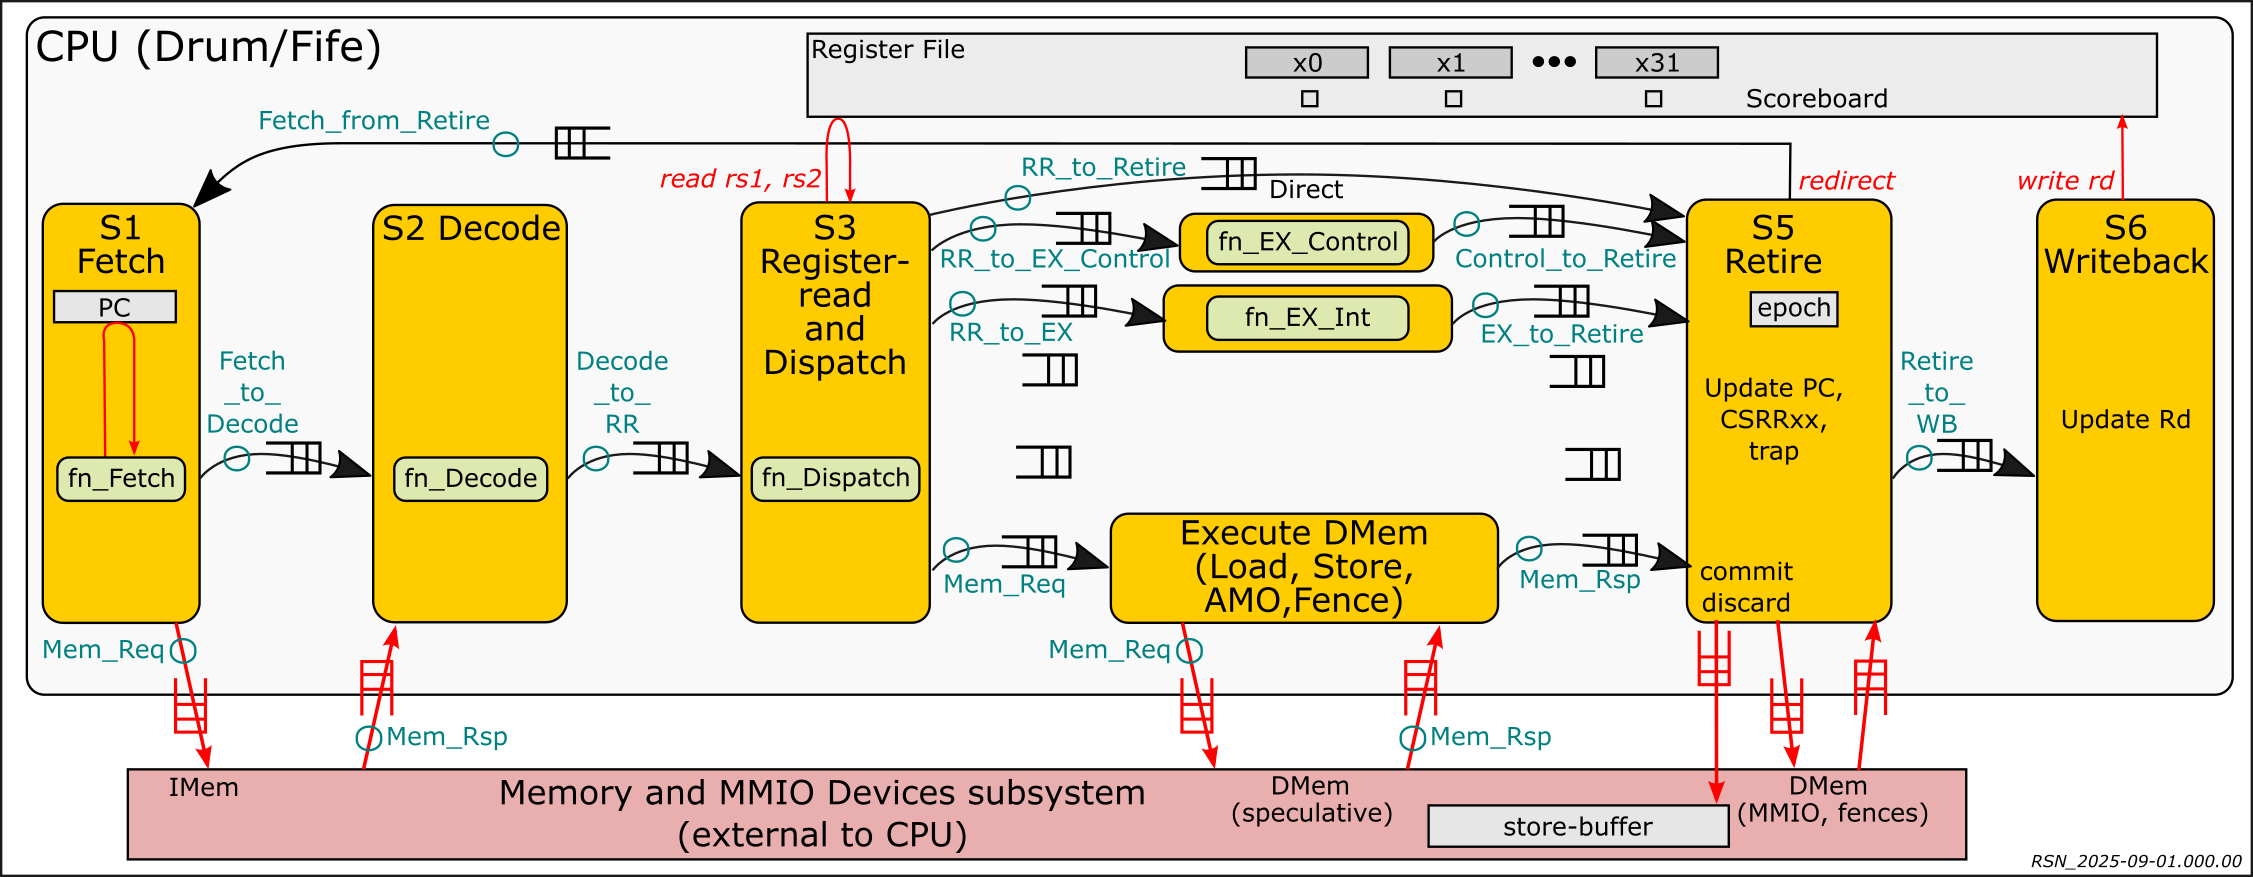 CPU (Drum/Fife)
Register File
x0
x1
•••
x31
Scoreboard
Fetch_from_Retire
read rs1, rs2
RR_to_Retire
Direct
redirect
write rd
S1
Fetch
PC
fn_Fetch
Fetch
_to_
Decode
S2 Decode
fn_Decode
Decode
_to_
RR
S3
Register-
read
and
Dispatch
fn_Dispatch
RR_to_EX_Control
fn_EX_Control
Control_to_Retire
RR_to_EX
fn_EX_Int
EX_to_Retire
Mem_Req
Execute DMem
(Load, Store,
AMO,Fence)
Mem_Rsp
S5
Retire
epoch
Update PC,
CSRRxx,
trap
commit
discard
Retire
_to_
WB
S6
Writeback
Update Rd
Mem_Req
Mem_Rsp
Mem_Req
Mem_Rsp
IMem
Memory and MMIO Devices subsystem
(external to CPU)
DMem
(speculative)
store-buffer
DMem
(MMIO, fences)
RSN_2025-09-01.000.00